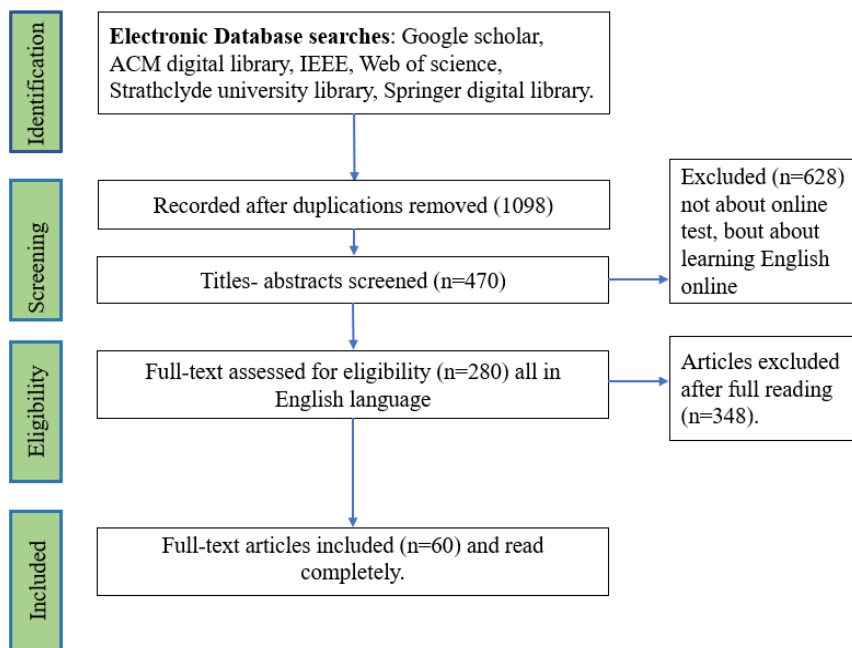 Identification
Electronic Database searches: Google scholar,
ACM digital library, IEEE, Web of science,
Strathclyde university library, Springer digital library.
Screening
Recorded after duplications removed (1098)
Titles- abstracts screened (n=470)
Excluded (n=628)
not about online
test, bout about
learning English
online
Eligibility
Full-text assessed for eligibility (n=280) all in
English language
Articles excluded
after full reading
(n=348).
Included
Full-text articles included (n=60) and read
completely.